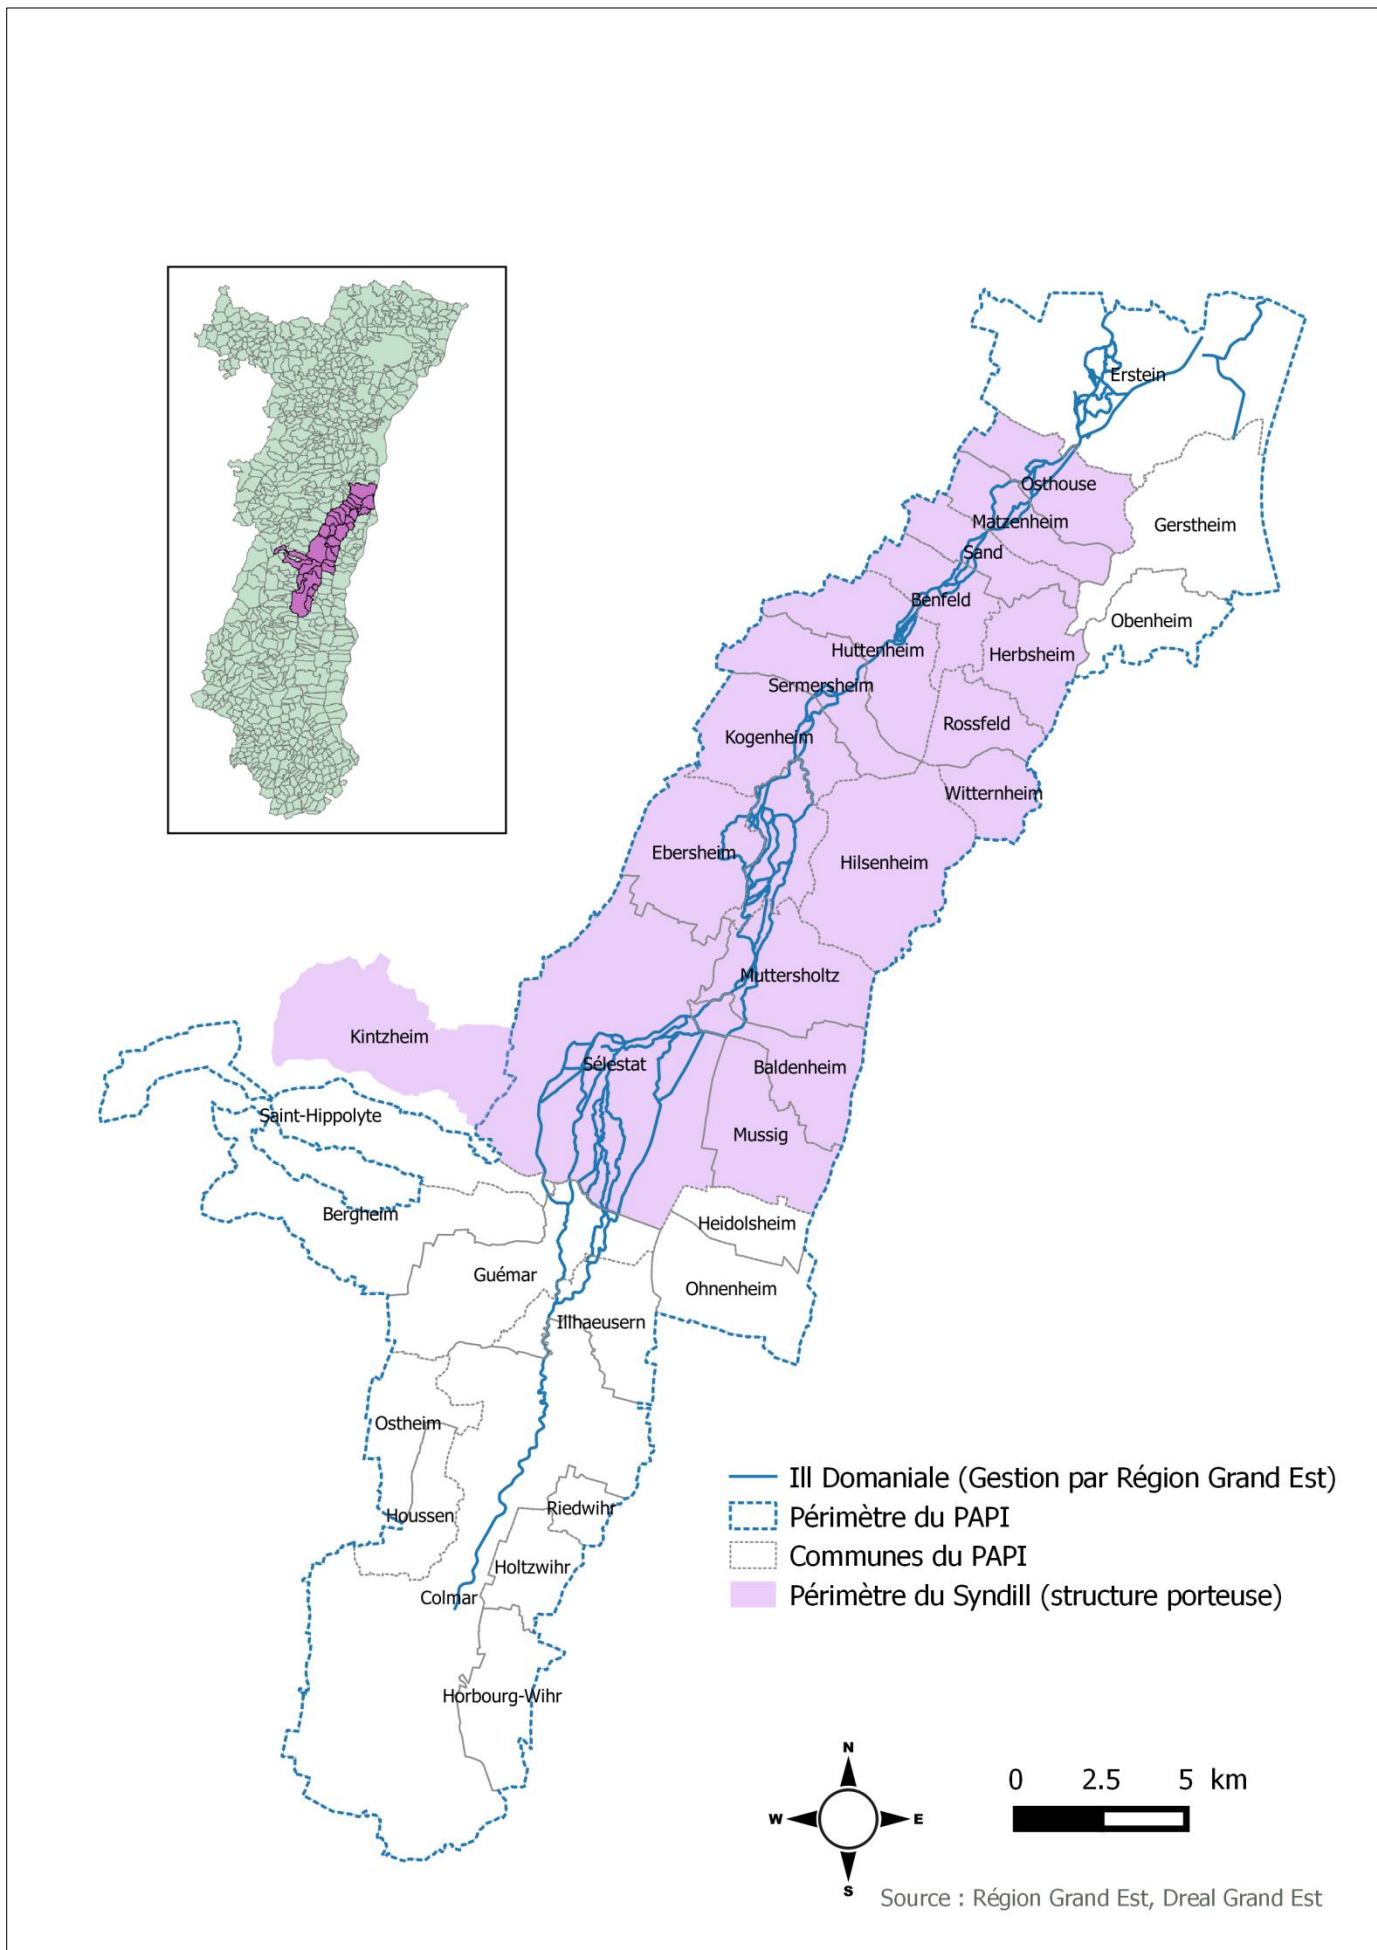 Erstein
Osthouse
Gerstheim
Matzenheim
Sand
Benfeld
Obenheim
Huttenheim
Herbsheim
Sermersheim
Rossfeld
Kogenheim
Witternheim
Ebersheim
Hilsenheim
Muttersholtz
Kintzheim
Sélestat
Baldenheim
Saint-Hippolyte
Mussig
Bergheim
Heidolsheim
Guémar
Ohnenheim
Illhaeusern
Ostheim
Ill Domaniale (Gestion par Région Grand Est)
Périmètre du PAPI
Communes du PAPI
Périmètre du Syndill (structure porteuse)
Riedwihr
Houssen
Holtzwihr
Colmar
Horbourg-Wihr
N
W E
S
0 2.5 5 km
Source : Région Grand Est, Dreal Grand Est